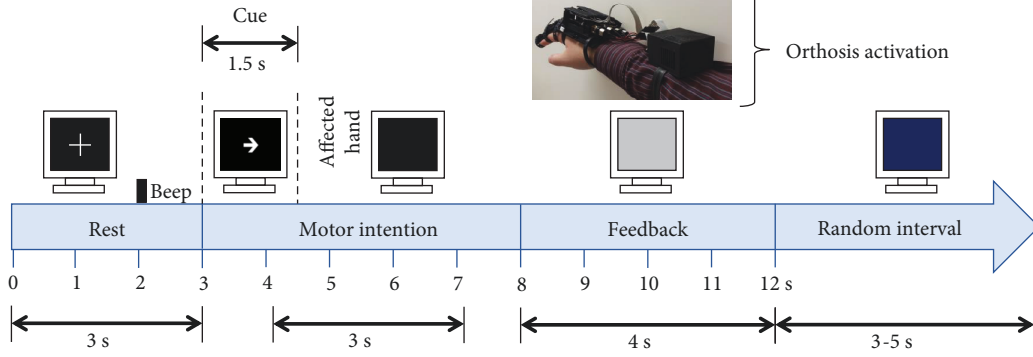 Cue
1.5 s
Orthosis activation
Affected
hand
Beep
Rest
Motor intention
Feedback
Random interval
0 1 2 3 4 5 6 7 8 9 10 11 12 s
3 s
3 s
4 s
3-5 s